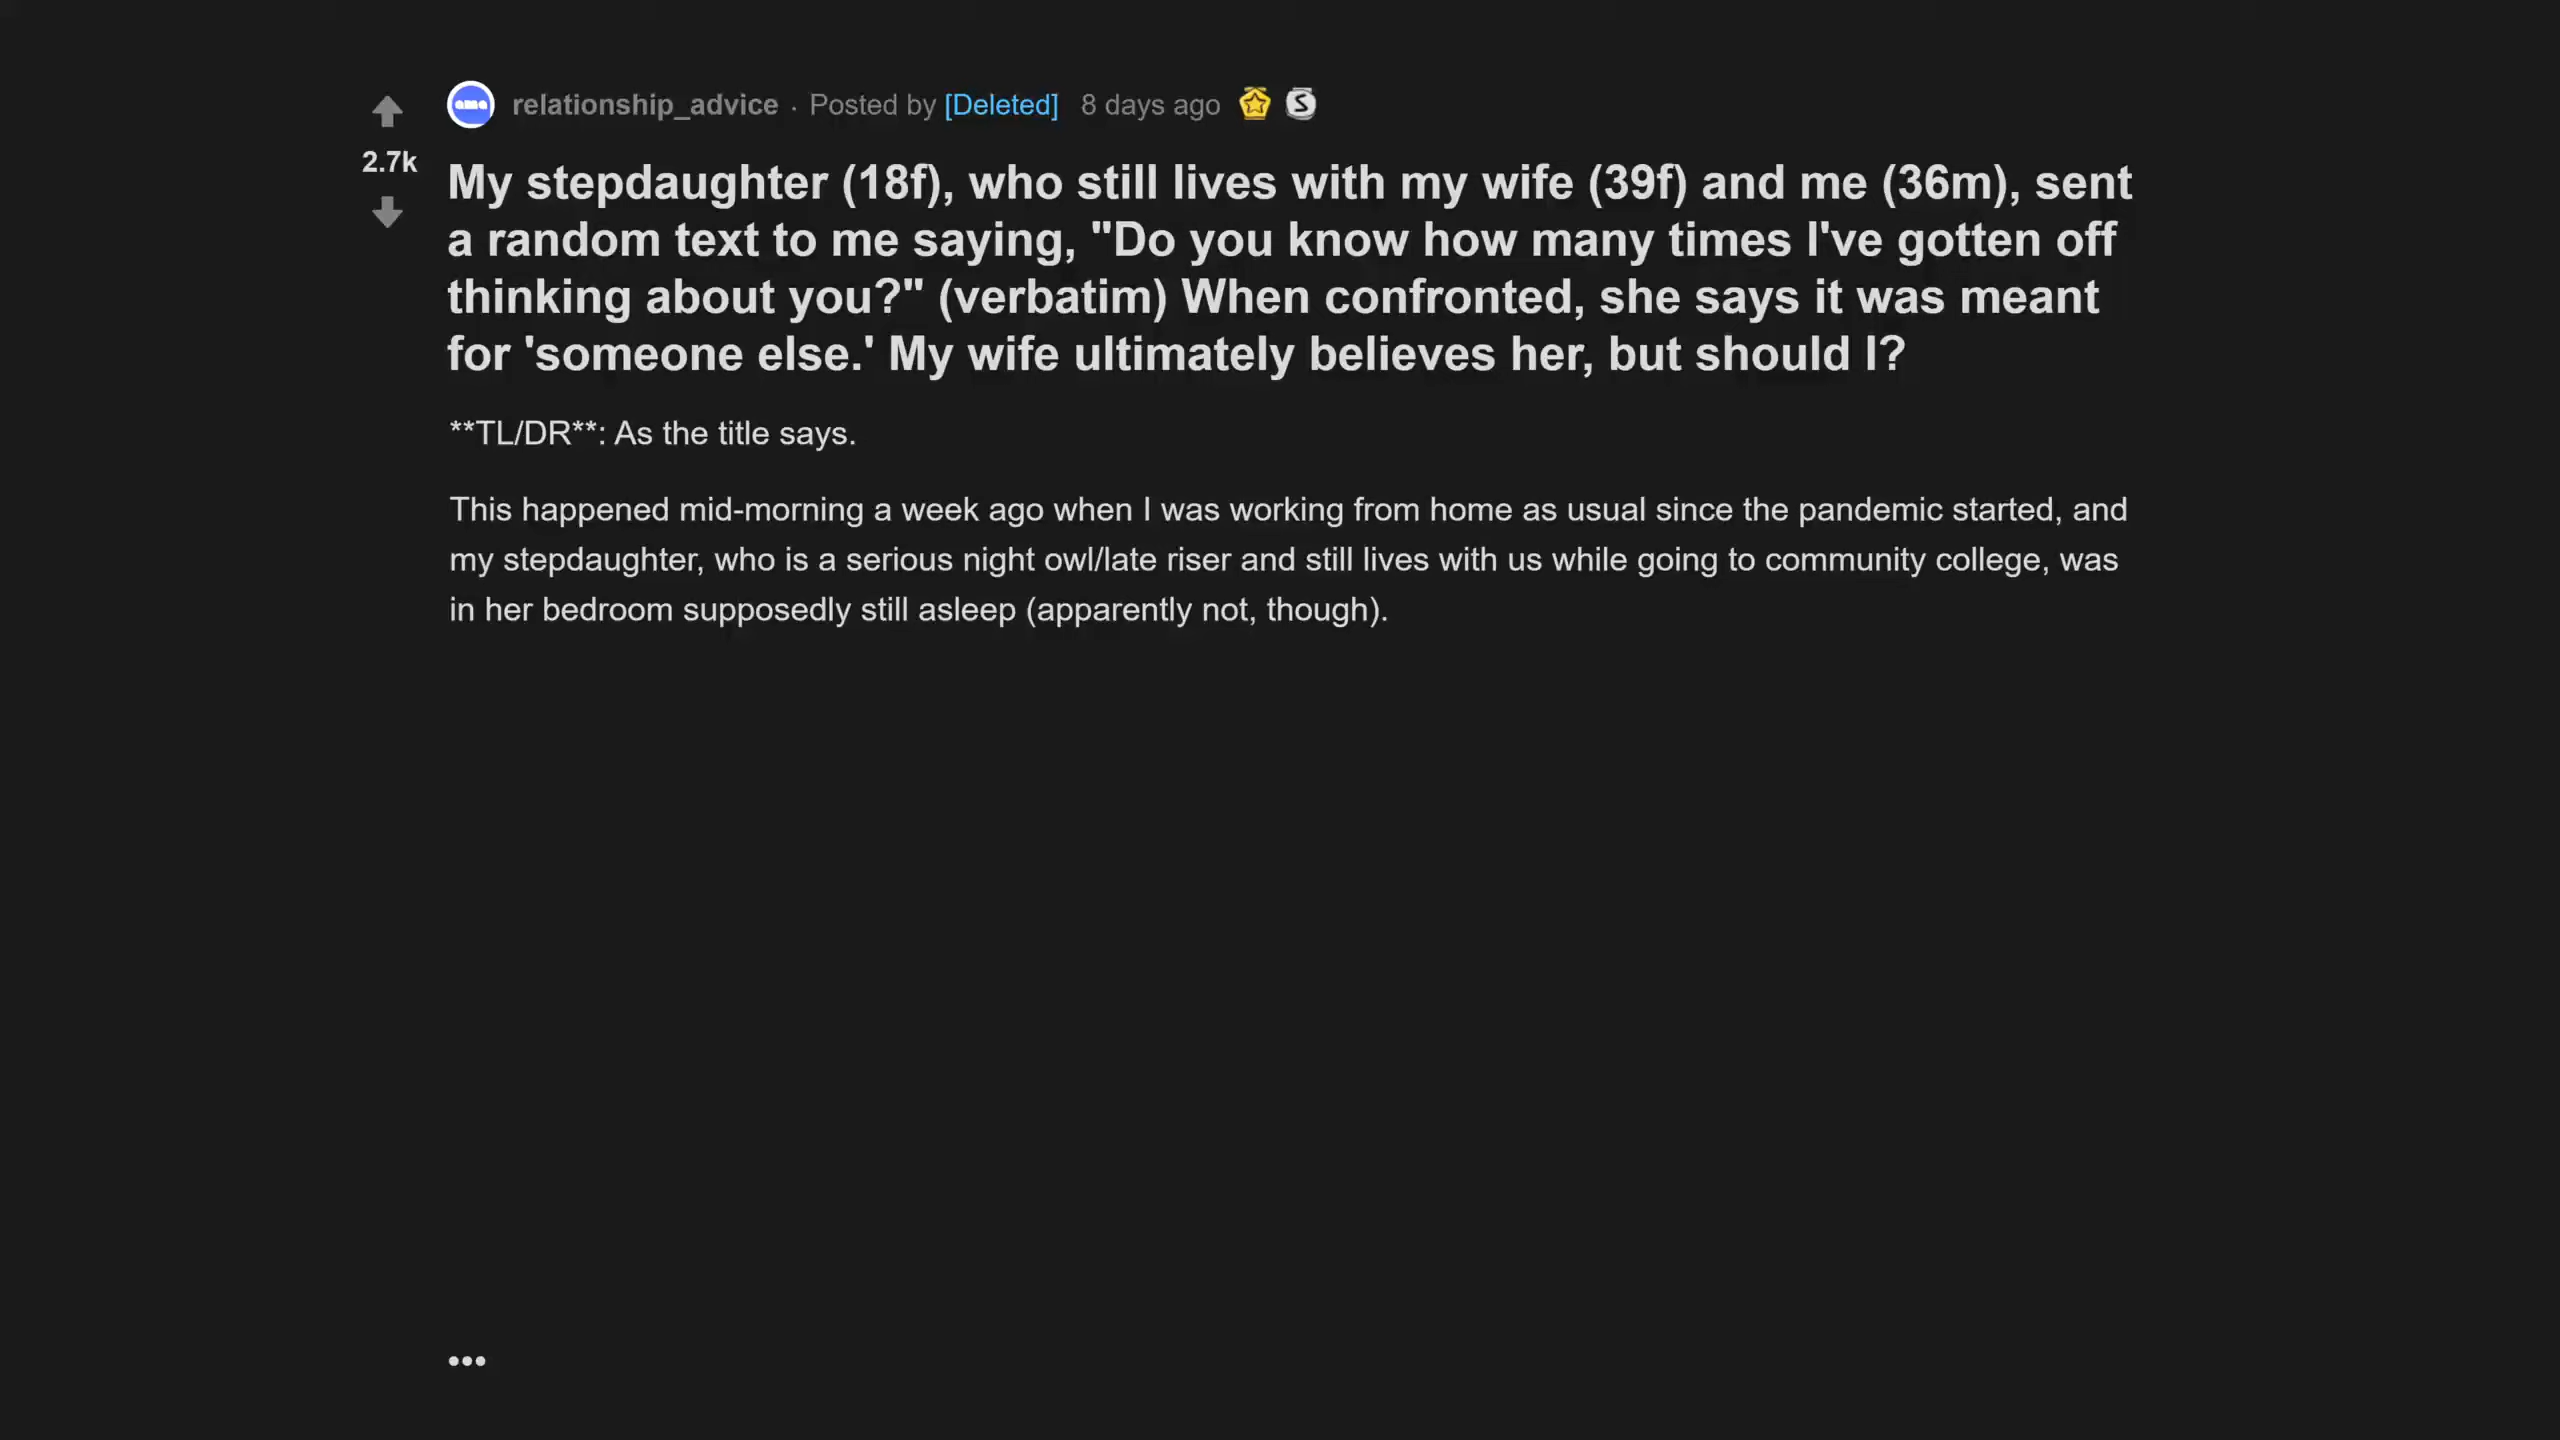 relationship_advice · Posted by [Deleted] 8 days ago
2.7k
My stepdaughter (18f), who still lives with my wife (39f) and me (36m), sent
a random text to me saying, "Do you know how many times I've gotten off
thinking about you?" (verbatim) When confronted, she says it was meant
for 'someone else.' My wife ultimately believes her, but should I?
**TL/DR**: As the title says.
This happened mid-morning a week ago when I was working from home as usual since the pandemic started, and
my stepdaughter, who is a serious night owl/late riser and still lives with us while going to community college, was
in her bedroom supposedly still asleep (apparently not, though).
•••